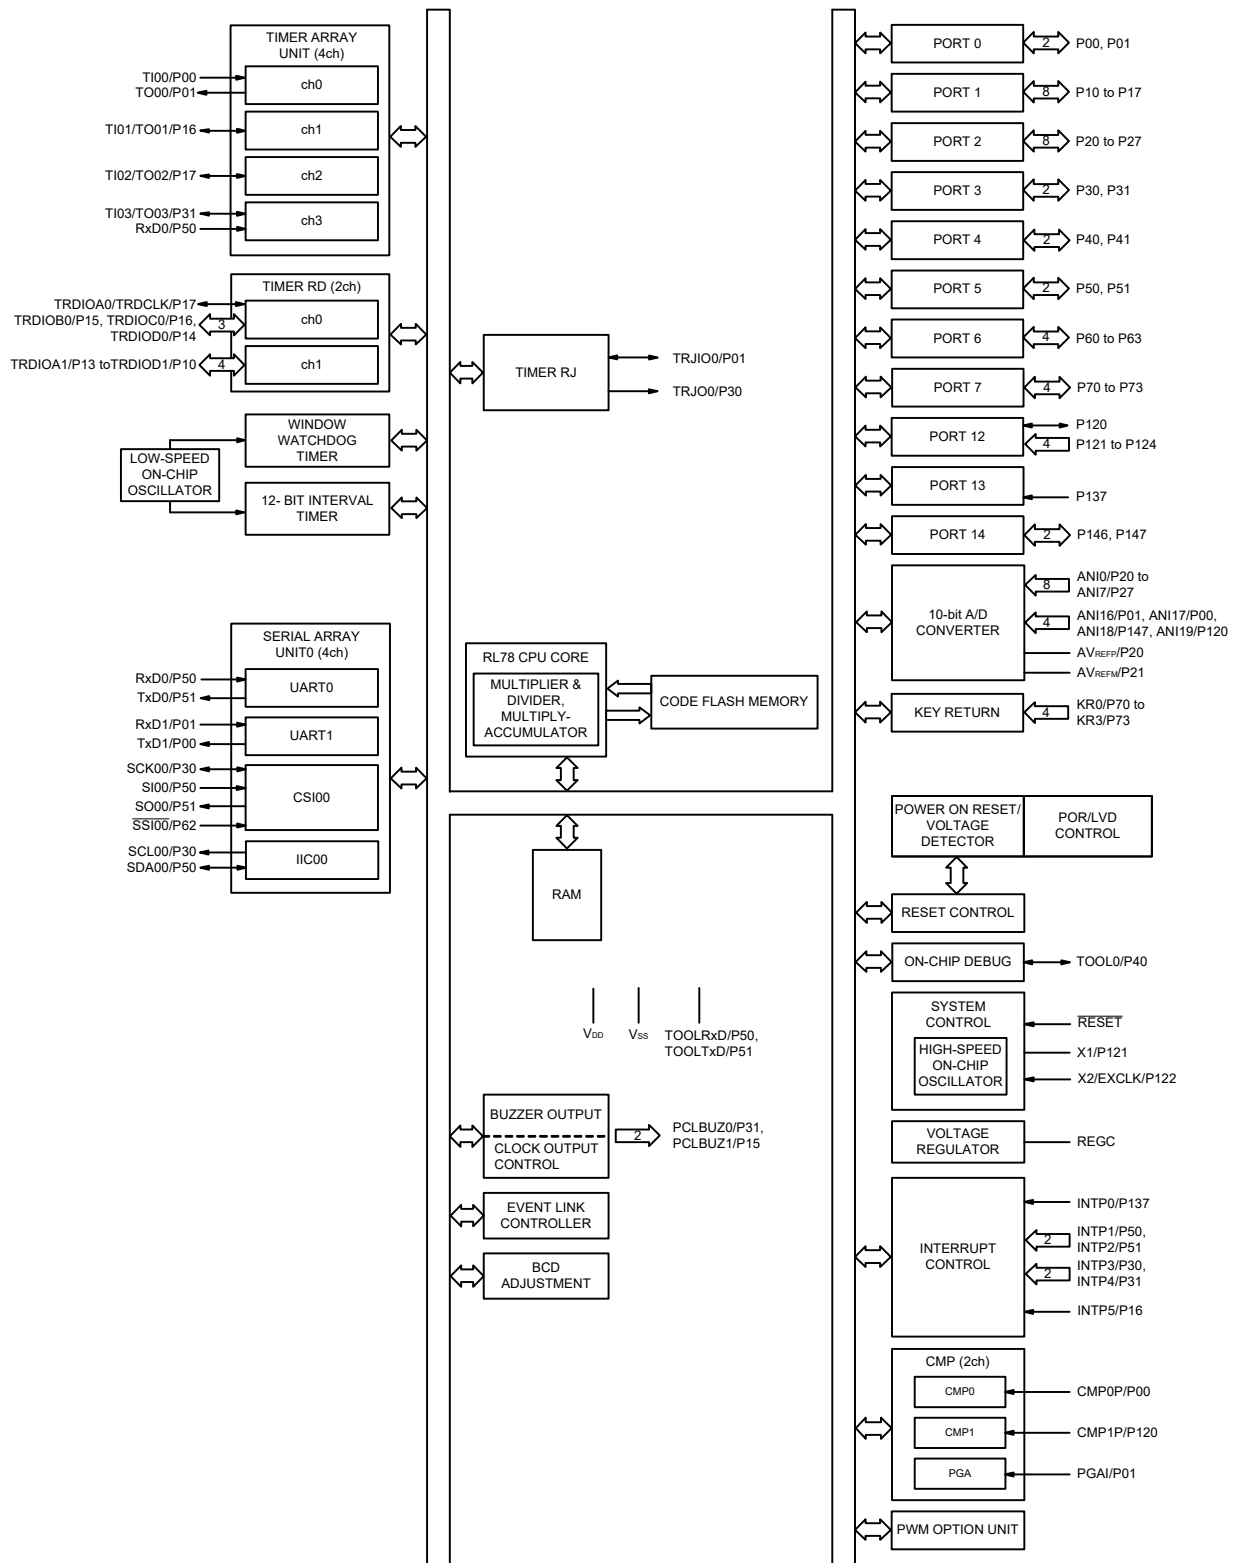 TIMER ARRAY
UNIT (4ch)
TI00/P00
TO00/P01
ch0
TI01/TO01/P16
ch1
TI02/TO02/P17
ch2
TI03/TO03/P31
RxD0/P50
ch3
TIMER RD (2ch)
TRDIOA0/TRDCLK/P17
TRDIOB0/P15, TRDIOC0/P16,
TRDIOD0/P14
3
ch0
TRDIOA1/P13 toTRDIOD1/P10
4
ch1
WINDOW
WATCHDOG
TIMER
LOW-SPEED
ON-CHIP
OSCILLATOR
12- BIT INTERVAL
TIMER
SERIAL ARRAY
UNIT0 (4ch)
RxD0/P50
TxD0/P51
UART0
RxD1/P01
TxD1/P00
UART1
SCK00/P30
SI00/P50
SO00/P51
SSI00/P62
CSI00
SCL00/P30
SDA00/P50
IIC00
TIMER RJ
TRJIO0/P01
TRJO0/P30
RL78 CPU CORE
MULTIPLIER &
DIVIDER,
MULTIPLY-
ACCUMULATOR
CODE FLASH MEMORY
RAM
VDD
VSS
TOOLRxD/P50,
TOOLTxD/P51
BUZZER OUTPUT
CLOCK OUTPUT
CONTROL
2
PCLBUZ0/P31,
PCLBUZ1/P15
EVENT LINK
CONTROLLER
BCD
ADJUSTMENT
PORT 0
2
P00, P01
PORT 1
8
P10 to P17
PORT 2
8
P20 to P27
PORT 3
2
P30, P31
PORT 4
2
P40, P41
PORT 5
2
P50, P51
PORT 6
4
P60 to P63
PORT 7
4
P70 to P73
PORT 12
P120
4
P121 to P124
PORT 13
P137
PORT 14
2
P146, P147
10-bit A/D
CONVERTER
8
ANI0/P20 to
ANI7/P27
4
ANI16/P01, ANI17/P00,
ANI18/P147, ANI19/P120
AVREFP/P20
AVREFM/P21
KEY RETURN
4
KR0/P70 to
KR3/P73
POWER ON RESET/
VOLTAGE
DETECTOR
POR/LVD
CONTROL
RESET CONTROL
ON-CHIP DEBUG
TOOL0/P40
SYSTEM
CONTROL
HIGH-SPEED
ON-CHIP
OSCILLATOR
RESET
X1/P121
X2/EXCLK/P122
VOLTAGE
REGULATOR
REGC
INTERRUPT
CONTROL
INTP0/P137
2
INTP1/P50,
INTP2/P51
2
INTP3/P30,
INTP4/P31
INTP5/P16
CMP (2ch)
CMP0
CMP0P/P00
CMP1
CMP1P/P120
PGA
PGAI/P01
PWM OPTION UNIT